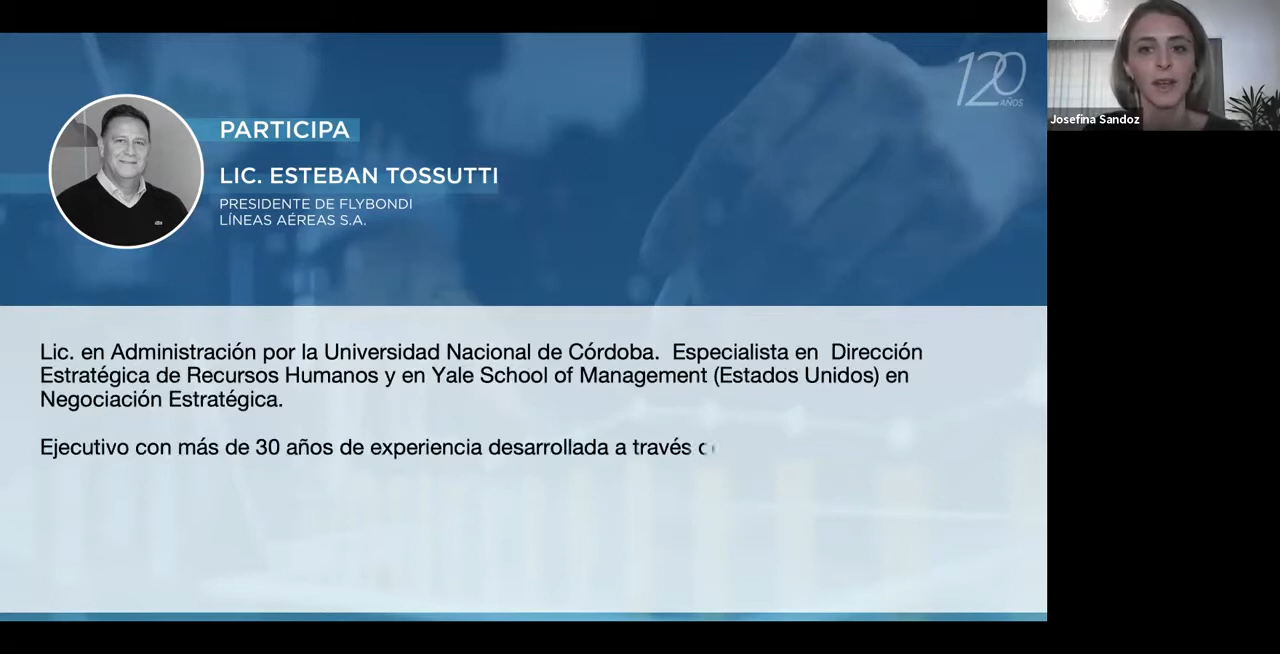 120
AÑOS
Josefina Sandoz
PARTICIPA
LIC. ESTEBAN TOSSUTTI
PRESIDENTE DE FLYBONDI
LÍNEAS AÉREAS S.A.
Lic. en Administración por la Universidad Nacional de Córdoba. Especialista en Dirección
Estratégica de Recursos Humanos y en Yale School of Management (Estados Unidos) en
Negociación Estratégica.
Ejecutivo con más de 30 años de experiencia desarrollada a través